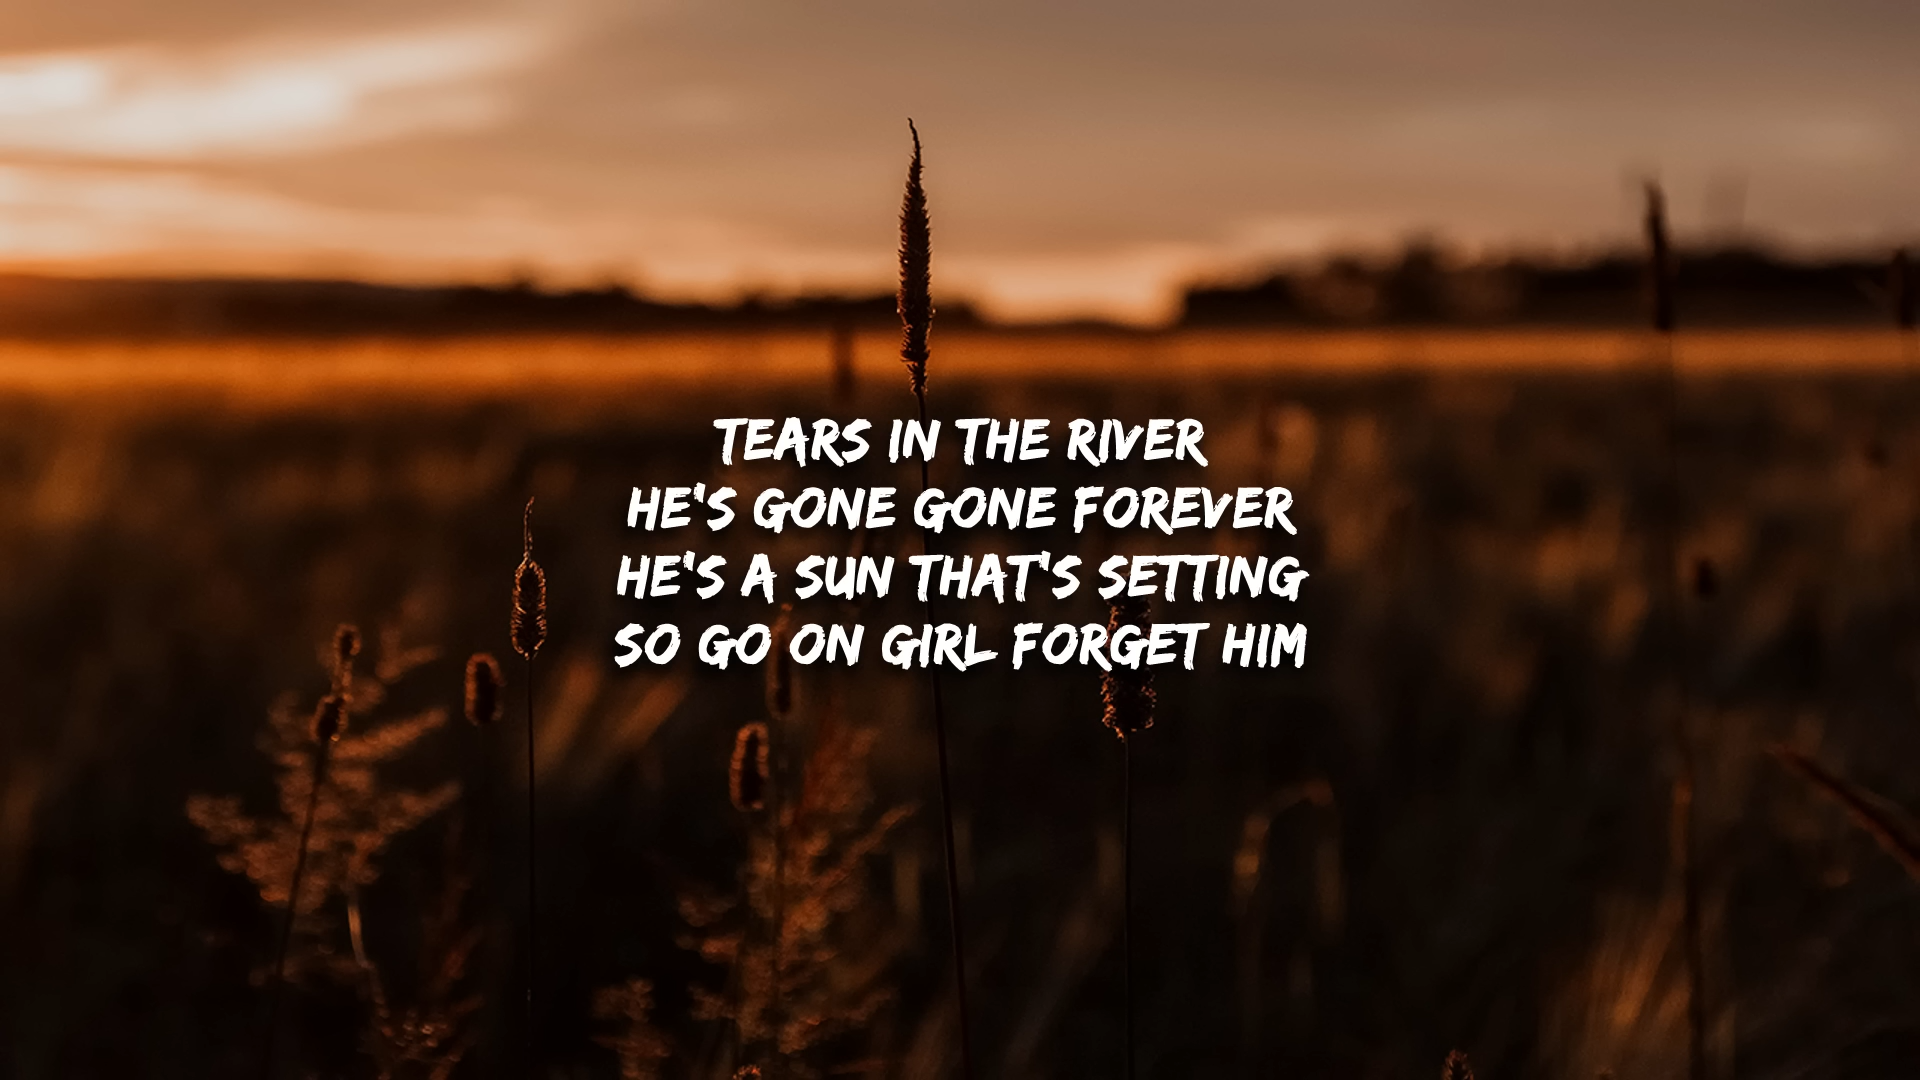 TEARS IN THE RIVER
HE'S GONE GONE FOREVER
HE'S A SUN THAT'S SETTING
SO GO ON GIRL FORGET HIM